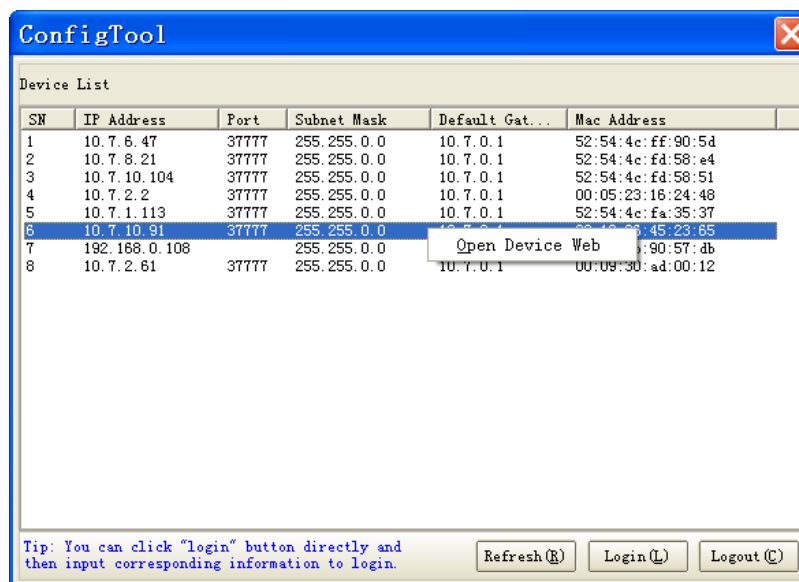 ConfigTool
Device List
SN IP Address Port Subnet Mask Default Gat... Mac Address
1 10.7.6.47 37777 255.255.0.0 10.7.0.1 52:54:4c:ff:90:5d
2 10.7.8.21 37777 255.255.0.0 10.7.0.1 52:54:4c:fd:58:e4
3 10.7.10.104 37777 255.255.0.0 10.7.0.1 52:54:4c:fd:58:51
4 10.7.2.2 37777 255.255.0.0 10.7.0.1 00:05:23:16:24:48
5 10.7.1.113 37777 255.255.0.0 10.7.0.1 52:54:4c:fa:35:37
6 10.7.10.91 37777 255.255.0.0 :45:23:65
Open Device Web
7 192.168.0.108 255.255.0.0 :90:57:db
8 10.7.2.61 37777 255.255.0.0 10.7.0.1 00:09:30:ad:00:12
Tip: You can click "login" button directly and
then input corresponding information to login.
Refresh(R) Login(L) Logout(C)